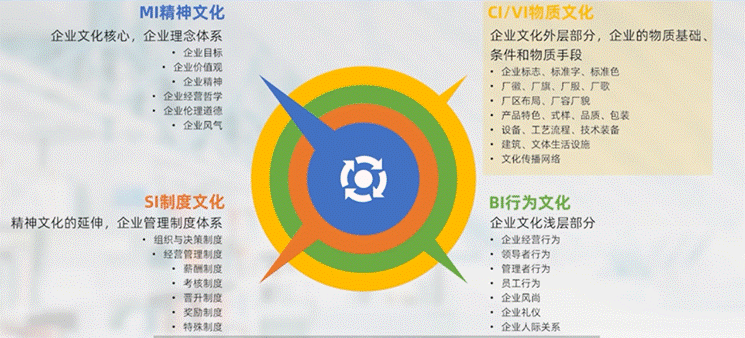 MI精神文化
企业文化核心，企业理念体系
• 企业目标
• 企业价值观
• 企业精神
• 企业经营哲学
• 企业伦理道德
• 企业风气
CI/VI物质文化
企业文化外层部分，企业的物质基础、
条件和物质手段
• 企业标志、标准字、标准色
• 厂徽、厂旗、厂服、厂歌
• 厂区布局、厂容厂貌
• 产品特色、式样、品质、包装
• 设备、工艺流程、技术装备
• 建筑、文体生活设施
• 文化传播网络
SI制度文化
精神文化的延伸，企业管理制度体系
• 组织与决策制度
• 经营管理制度
• 薪酬制度
• 考核制度
• 晋升制度
• 奖励制度
• 特殊制度
BI行为文化
企业文化浅层部分
• 企业经营行为
• 领导者行为
• 管理者行为
• 员工行为
• 企业风尚
• 企业礼仪
• 企业人际关系